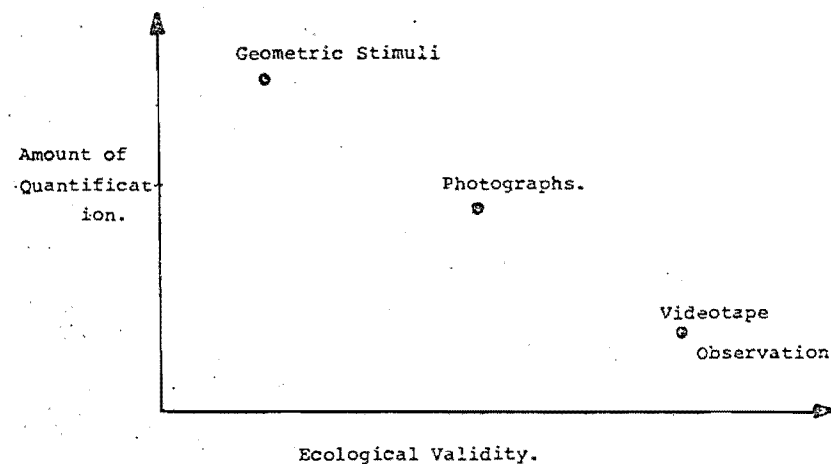 Geometric Stimuli
Amount of
Quantificat-
ion.
Photographs.
Videotape
Observation
Ecological Validity.